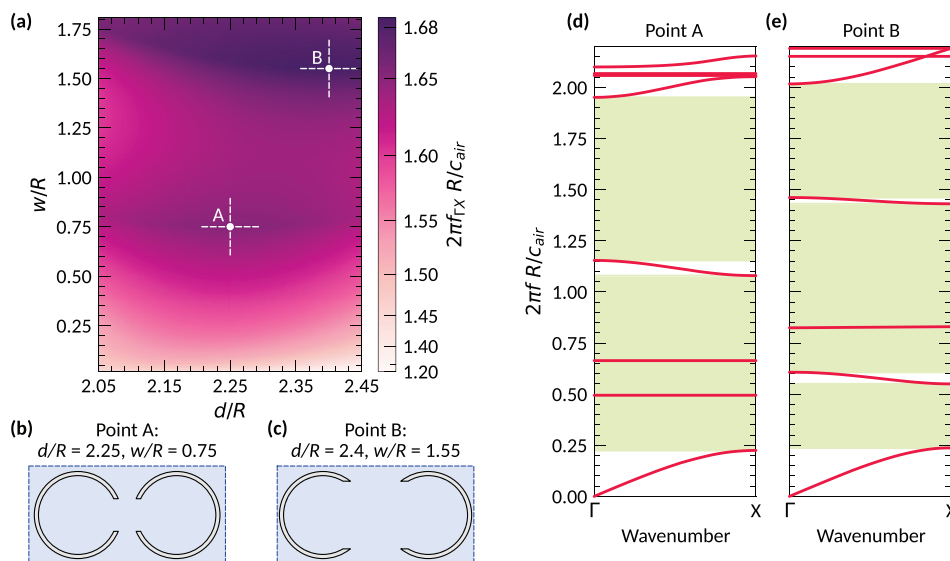 (a)
1.75
1.50
1.25
1.00
0.75
0.50
0.25
w/R
2.05 2.15 2.25 2.35 2.45
d/R
A
B
1.68
1.65
1.60
1.55
1.50
1.45
1.40
1.20
2πfΓX R/cair
(b)
Point A:
d/R = 2.25, w/R = 0.75
(c)
Point B:
d/R = 2.4, w/R = 1.55
(d)
Point A
2.00
1.75
1.50
1.25
1.00
0.75
0.50
0.25
0.00
2πf R/cair
Γ X
Wavenumber
(e)
Point B
Γ
Wavenumber